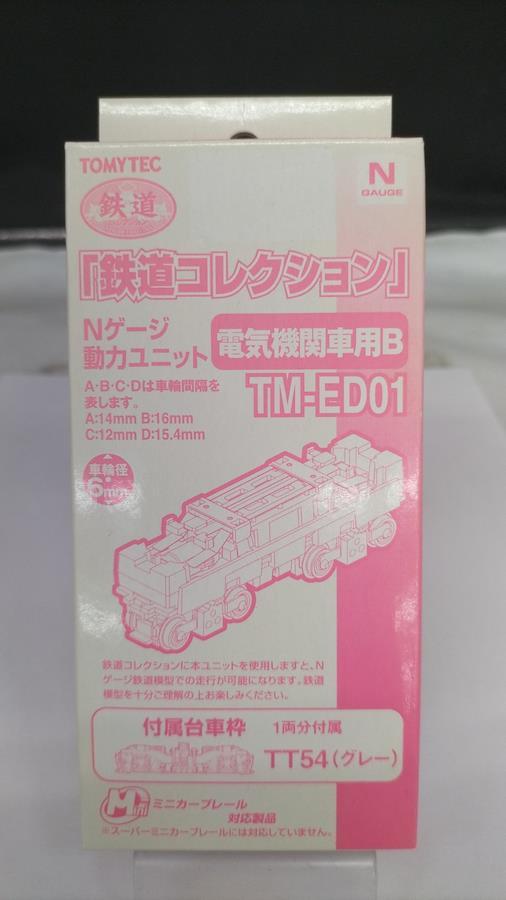 TOMYTEC
鉄道
コレクション
N
GAUGE
「鉄道コレクション」
Nゲージ
動力ユニット
電気機関車用B
TM-ED01
A・B・C・Dは車輪間隔を
表します。
A:14mm B:16mm
C:12mm D:15.4mm
車輪径
6mm
鉄道コレクションに本ユニットを使用しますと、N
ゲージ鉄道模型での走行が可能になります。鉄道
模型を十分ご理解の上お楽しみください。
付属台車枠 1両分付属
TT54(グレー)
Mini ミニカーブレール
対応製品
※スーパーミニカーブレールには対応していません。